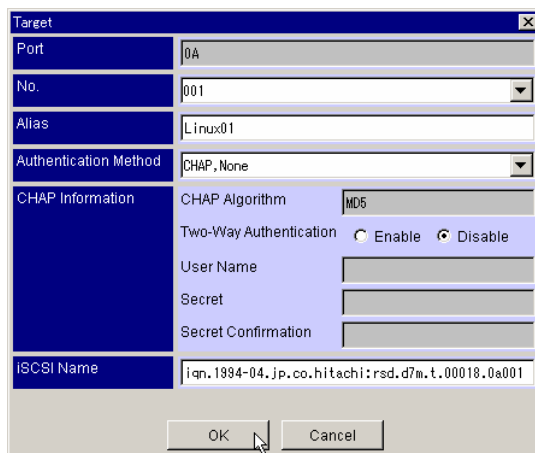 Target
Port 0A
No. 001
Alias Linux01
Authentication Method CHAP,None
CHAP Information CHAP Algorithm MD5
Two-Way Authentication Enable Disable
User Name
Secret
Secret Confirmation
iSCSI Name iqn.1994-04.jp.co.hitachi:rsd.d7m.t.00018.0a001
OK Cancel